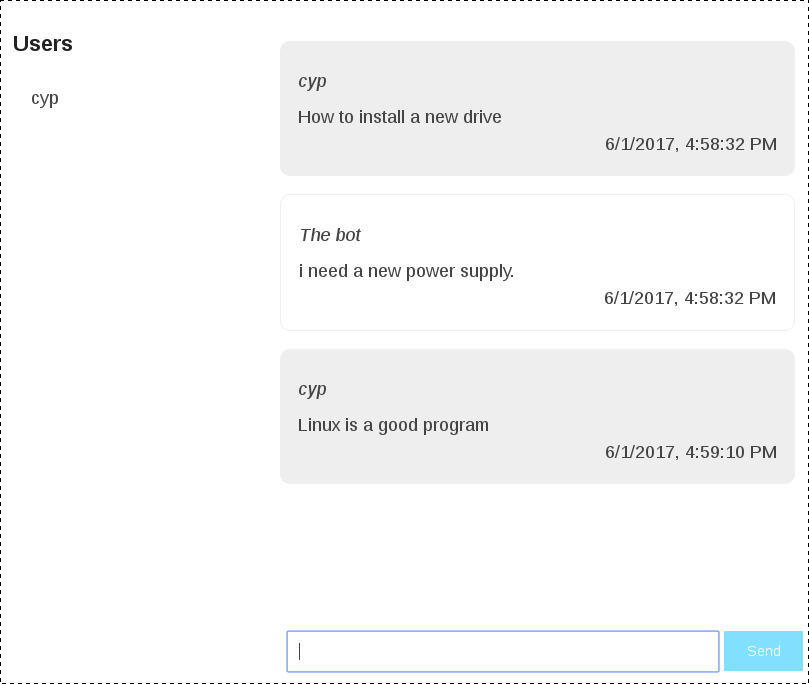 Users
cyp
cyp
How to install a new drive
6/1/2017, 4:58:32 PM
The bot
i need a new power supply.
6/1/2017, 4:58:32 PM
cyp
Linux is a good program
6/1/2017, 4:59:10 PM
Send